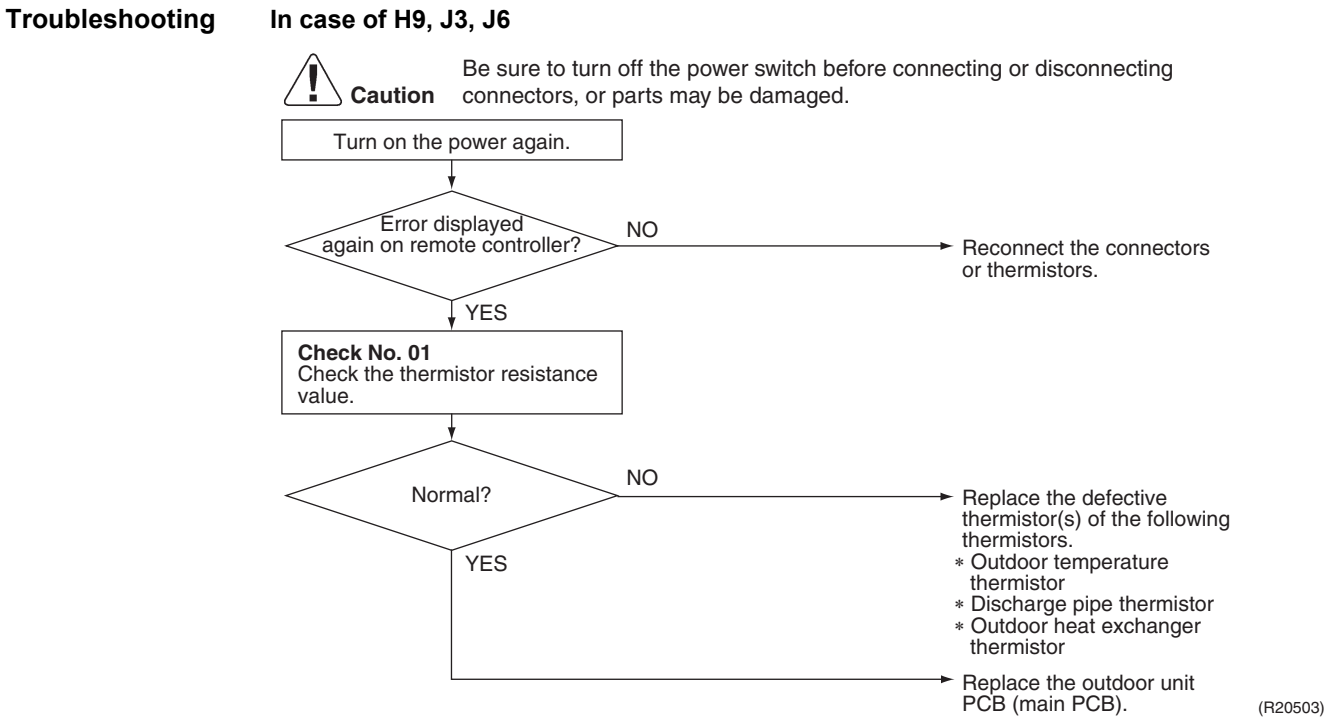 Troubleshooting In case of H9, J3, J6
Be sure to turn off the power switch before connecting or disconnecting
Caution connectors, or parts may be damaged.
Turn on the power again.
Error displayed
again on remote controller?
NO
Reconnect the connectors
or thermistors.
YES
Check No. 01
Check the thermistor resistance
value.
Normal?
NO
Replace the defective
thermistor(s) of the following
thermistors.
* Outdoor temperature
thermistor
* Discharge pipe thermistor
* Outdoor heat exchanger
thermistor
YES
Replace the outdoor unit
PCB (main PCB).
(R20503)